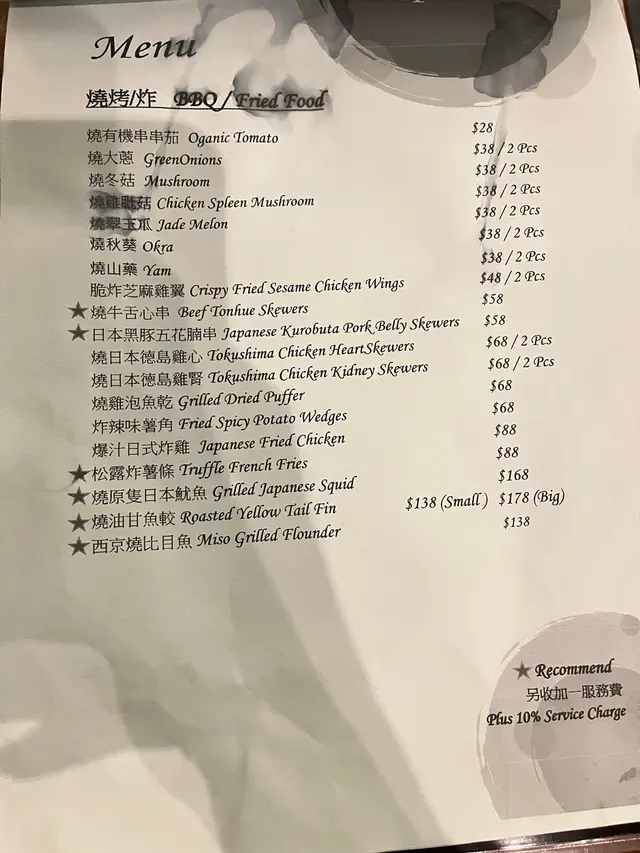 Menu
燒烤/炸 BBQ / Fried Food
燒有機串串茄 Oganic Tomato $28
燒大蔥 GreenOnions $38 / 2 Pcs
燒冬菇 Mushroom $38 / 2 Pcs
燒雞肶菇 Chicken Spleen Mushroom $38 / 2 Pcs
燒翠玉瓜 Jade Melon $38 / 2 Pcs
燒秋葵 Okra $38 / 2 Pcs
燒山藥 Yam $38 / 2 Pcs
脆炸芝麻雞翼 Crispy Fried Sesame Chicken Wings $48 / 2 Pcs
★燒牛舌心串 Beef Tonhue Skewers $58
★日本黑豚五花腩串 Japanese Kurobuta Pork Belly Skewers $58
燒日本德島雞心 Tokushima Chicken HeartSkewers $68 / 2 Pcs
燒日本德島雞腎 Tokushima Chicken Kidney Skewers $68 / 2 Pcs
燒雞泡魚乾 Grilled Dried Puffer $68
炸辣味薯角 Fried Spicy Potato Wedges $68
爆汁日式炸雞 Japanese Fried Chicken $88
★松露炸薯條 Truffle French Fries $88
★燒原隻日本魷魚 Grilled Japanese Squid $168
★燒油甘魚鮫 Roasted Yellow Tail Fin $138 (Small) $178 (Big)
★西京燒比目魚 Miso Grilled Flounder $138
★ Recommend
另收加一服務費
Plus 10% Service Charge